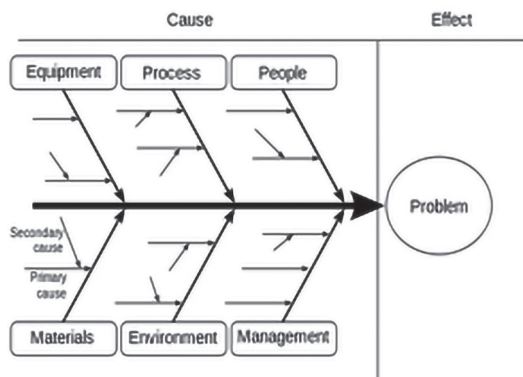 Cause
Effect
Equipment
Process
People
Problem
Secondary
cause
Primary
cause
Materials
Environment
Management